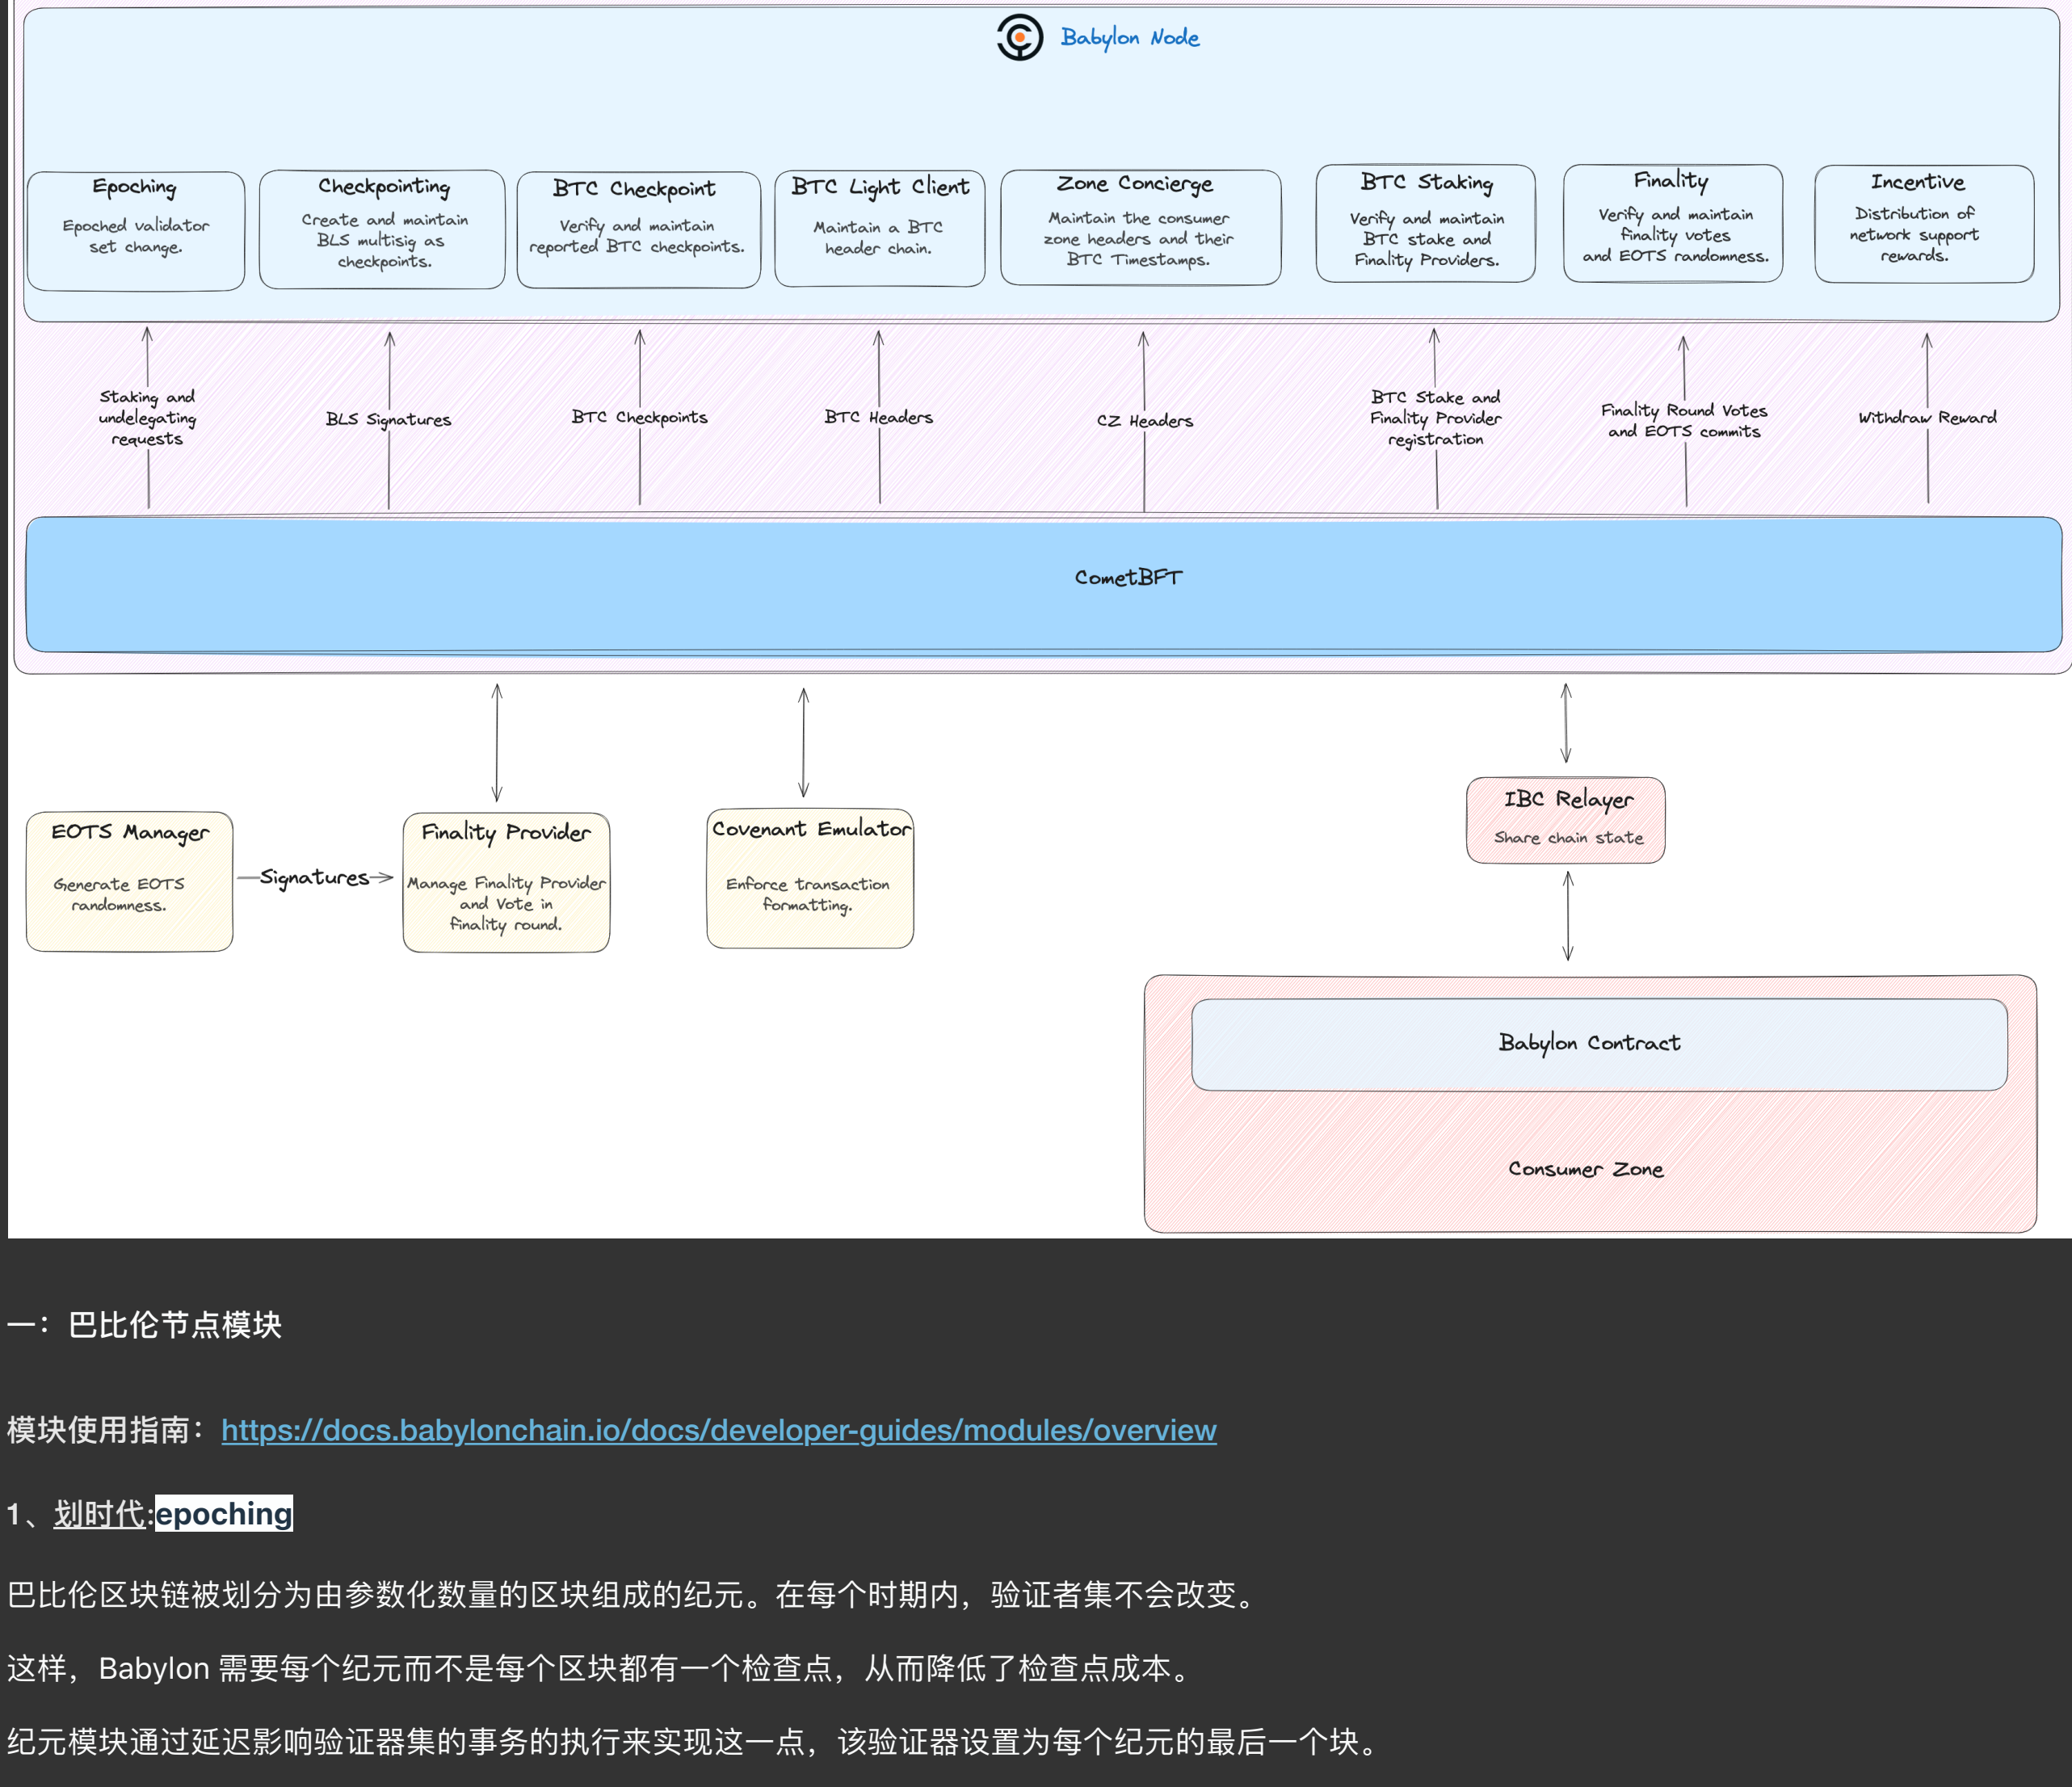 Babylon Node
Epoching
Epoched validator
set change.
Checkpointing
Create and maintain
BLS multisig as
checkpoints.
BTC Checkpoint
Verify and maintain
reported BTC checkpoints.
BTC Light Client
Maintain a BTC
header chain.
Zone Concierge
Maintain the consumer
zone headers and their
BTC Timestamps.
BTC Staking
Verify and maintain
BTC stake and
Finality Providers.
Finality
Verify and maintain
finality votes
and EOTS randomness.
Incentive
Distribution of
network support
rewards.
Staking and
undelegating
requests
BLS Signatures
BTC Checkpoints
BTC Headers
CZ Headers
BTC Stake and
Finality Provider
registration
Finality Round Votes
and EOTS commits
Withdraw Reward
CometBFT
EOTS Manager
Generate EOTS
randomness.
Signatures
Finality Provider
Manage Finality Provider
and Vote in
finality round.
Covenant Emulator
Enforce transaction
formatting.
IBC Relayer
Share chain state
Babylon Contract
Consumer Zone
一：巴比伦节点模块
模块使用指南：https://docs.babylonchain.io/docs/developer-guides/modules/overview
1、划时代:epoching
巴比伦区块链被划分为由参数化数量的区块组成的纪元。在每个时期内，验证者集不会改变。
这样，Babylon 需要每个纪元而不是每个区块都有一个检查点，从而降低了检查点成本。
纪元模块通过延迟影响验证器集的事务的执行来实现这一点，该验证器设置为每个纪元的最后一个块。